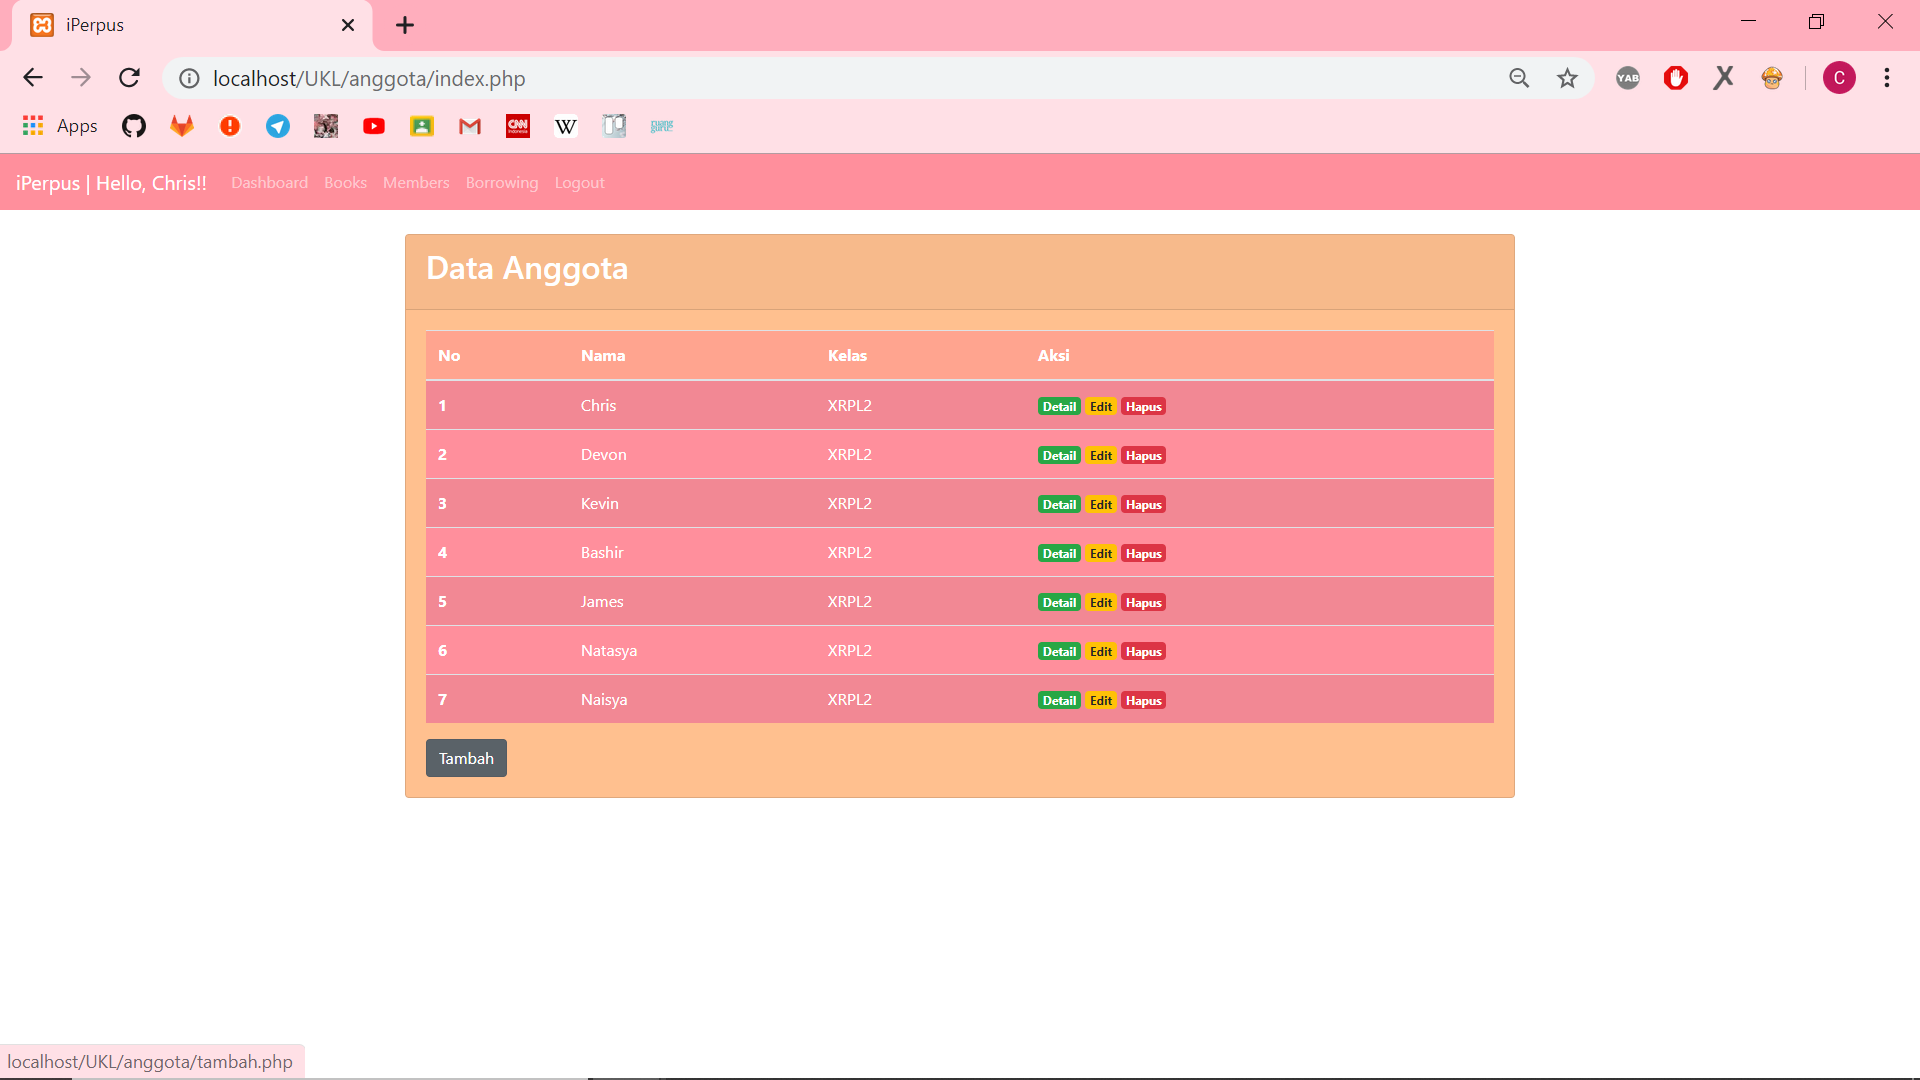 iPerpus
localhost/UKL/anggota/index.php
YAB
C
Apps
CNN
Indonesia
W
iPerpus | Hello, Chris!! Dashboard Books Members Borrowing Logout
Data Anggota
No Nama Kelas Aksi
1 Chris XRPL2 Detail Edit Hapus
2 Devon XRPL2 Detail Edit Hapus
3 Kevin XRPL2 Detail Edit Hapus
4 Bashir XRPL2 Detail Edit Hapus
5 James XRPL2 Detail Edit Hapus
6 Natasya XRPL2 Detail Edit Hapus
7 Naisya XRPL2 Detail Edit Hapus
Tambah
localhost/UKL/anggota/tambah.php